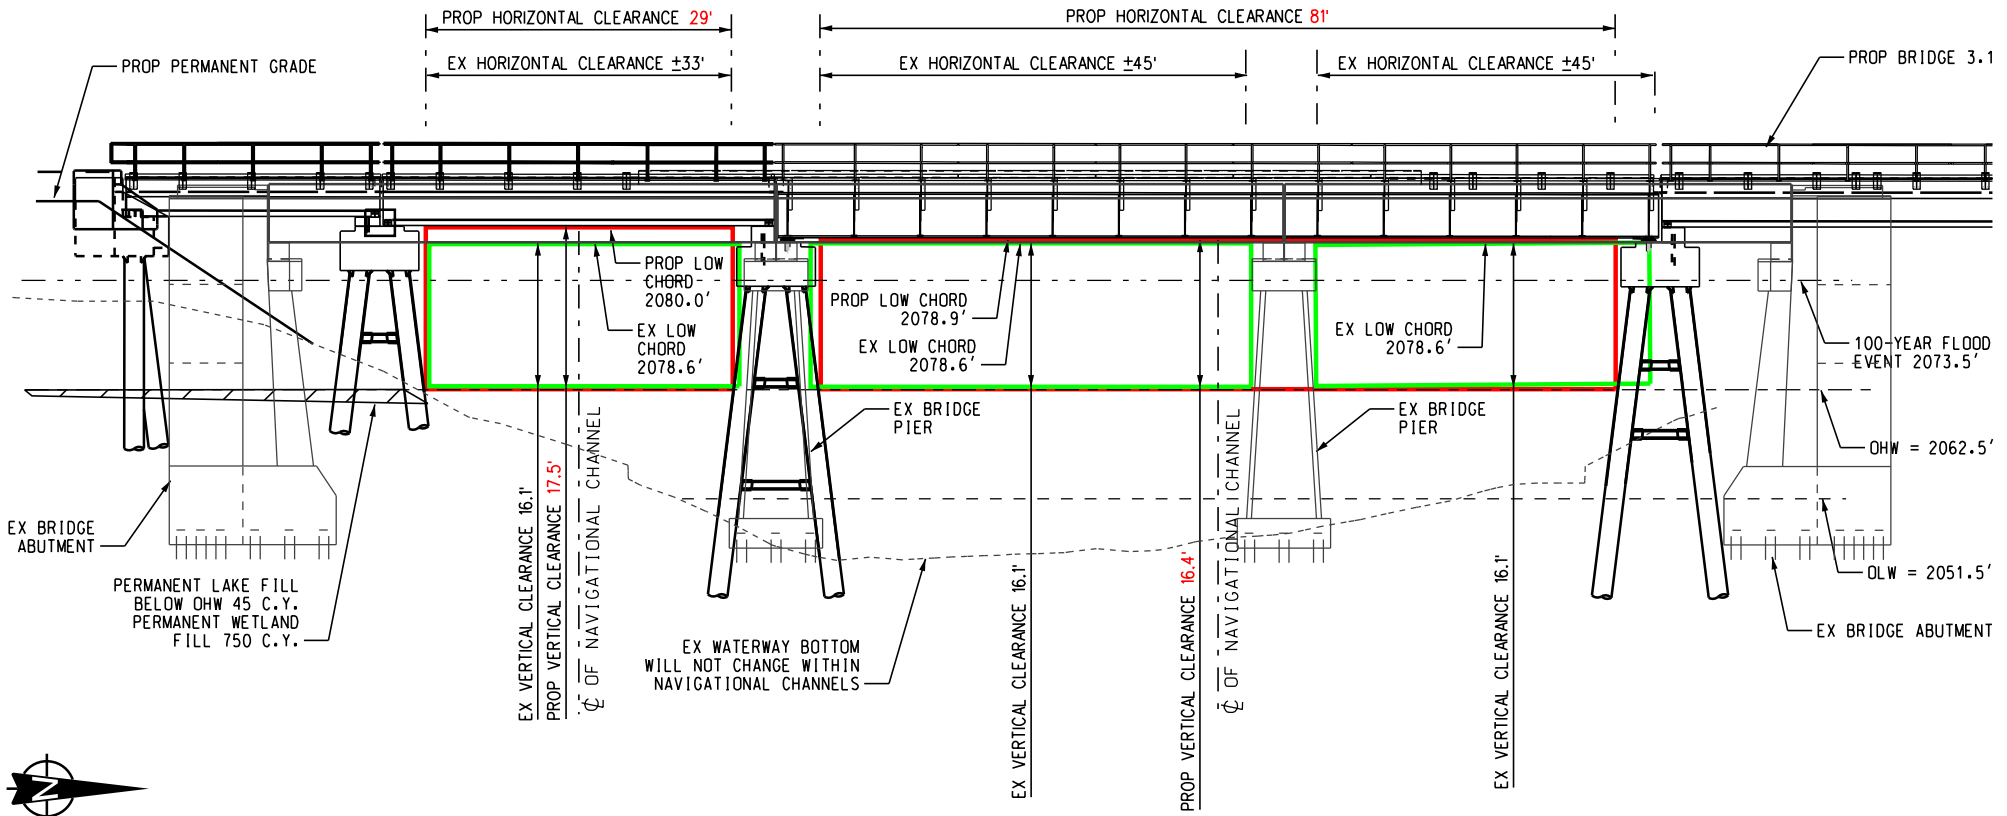 PROP HORIZONTAL CLEARANCE 29'
PROP HORIZONTAL CLEARANCE 81'
EX HORIZONTAL CLEARANCE ±33'
EX HORIZONTAL CLEARANCE ±45'
EX HORIZONTAL CLEARANCE ±45'
PROP PERMANENT GRADE
PROP BRIDGE 3.1
PROP LOW
CHORD
2080.0'
EX LOW
CHORD
2078.6'
PROP LOW CHORD
2078.9'
EX LOW CHORD
2078.6'
EX LOW CHORD
2078.6'
100-YEAR FLOOD
EVENT 2073.5'
EX BRIDGE
PIER
EX BRIDGE
PIER
OHW = 2062.5'
OLW = 2051.5'
EX BRIDGE
ABUTMENT
PERMANENT LAKE FILL
BELOW OHW 45 C.Y.
PERMANENT WETLAND
FILL 750 C.Y.
EX VERTICAL CLEARANCE 16.1'
PROP VERTICAL CLEARANCE 17.5'
℄ OF NAVIGATIONAL CHANNEL
EX WATERWAY BOTTOM
WILL NOT CHANGE WITHIN
NAVIGATIONAL CHANNELS
EX VERTICAL CLEARANCE 16.1'
PROP VERTICAL CLEARANCE 16.4'
℄ OF NAVIGATIONAL CHANNEL
EX VERTICAL CLEARANCE 16.1'
EX BRIDGE ABUTMENT
N